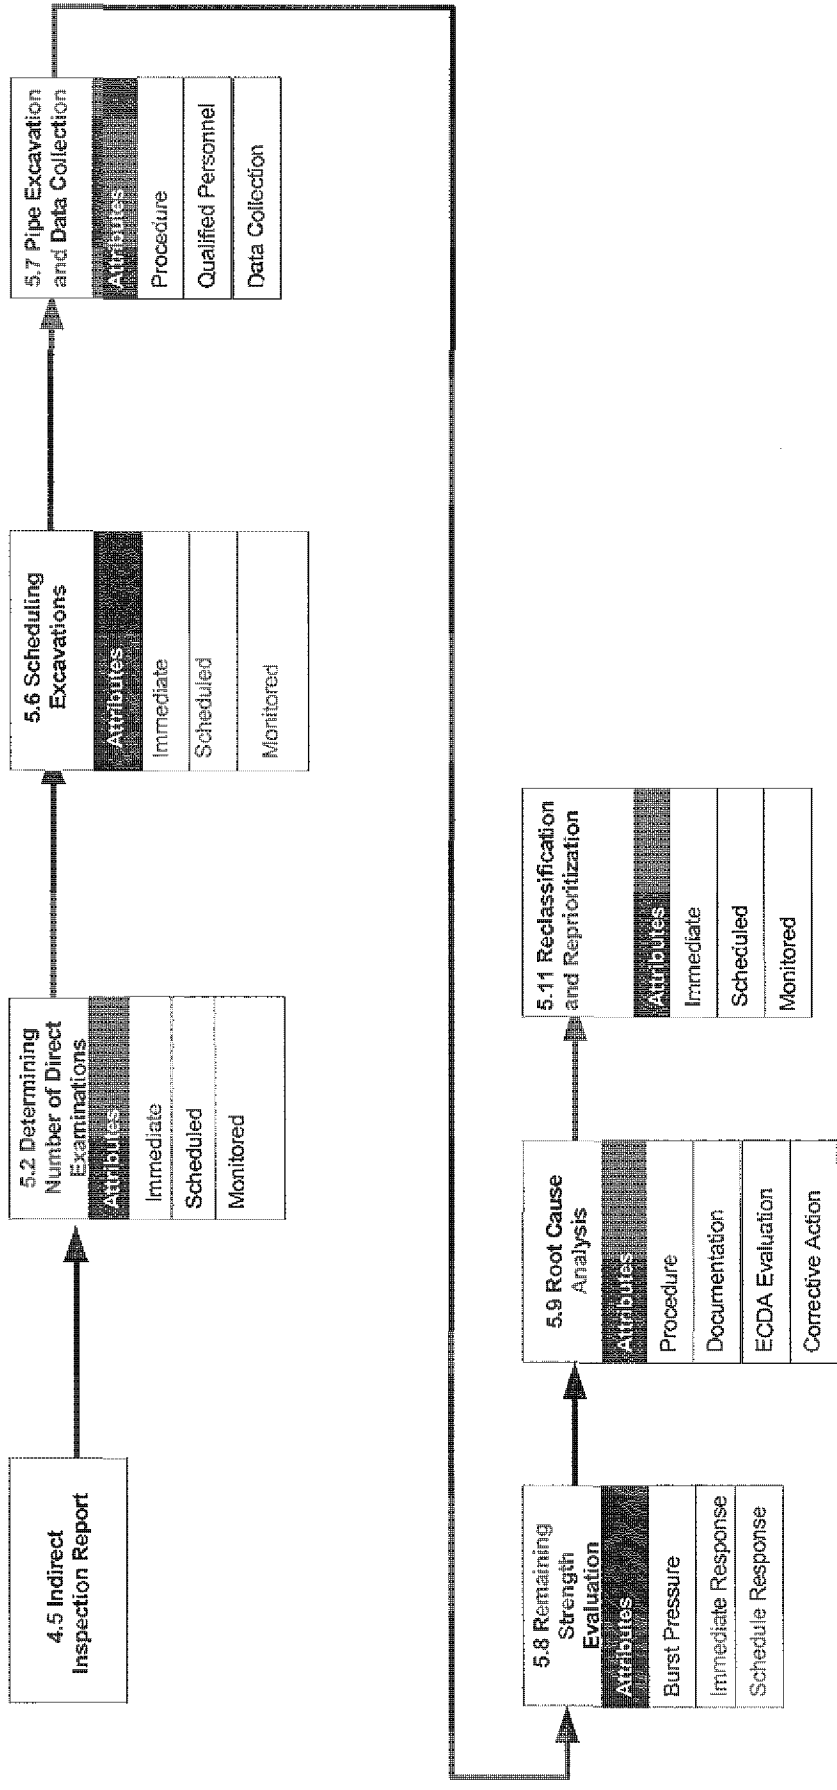 4.5 Indirect
Inspection Report
5.2 Determining
Number of Direct
Examinations
Attributes
Immediate
Scheduled
Monitored
5.6 Scheduling
Excavations
Attributes
Immediate
Scheduled
Monitored
5.7 Pipe Excavation
and Data Collection
Attributes
Procedure
Qualified Personnel
Data Collection
5.8 Remaining
Strength
Evaluation
Attributes
Burst Pressure
Immediate Response
Schedule Response
5.9 Root Cause
Analysis
Attributes
Procedure
Documentation
ECDA Evaluation
Corrective Action
5.11 Reclassification
and Reprioritization
Attributes
Immediate
Scheduled
Monitored